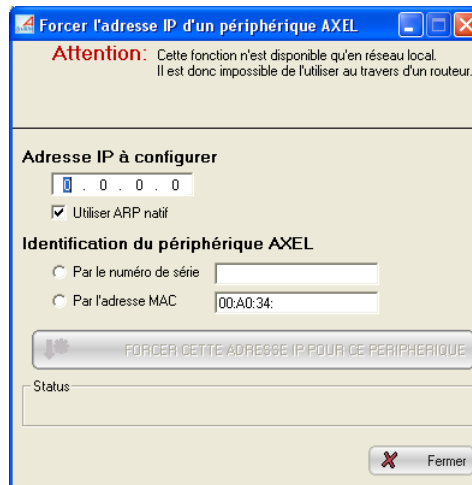 Forcer l'adresse IP d'un périphérique AXEL
Attention: Cette fonction n'est disponible qu'en réseau local.
Il est donc impossible de l'utiliser au travers d'un routeur.
Adresse IP à configurer
0 . 0 . 0 . 0
Utiliser ARP natif
Identification du périphérique AXEL
Par le numéro de série
Par l'adresse MAC 00:A0:34:
FORCER CETTE ADRESSE IP POUR CE PERIPHERIQUE
Status
Fermer